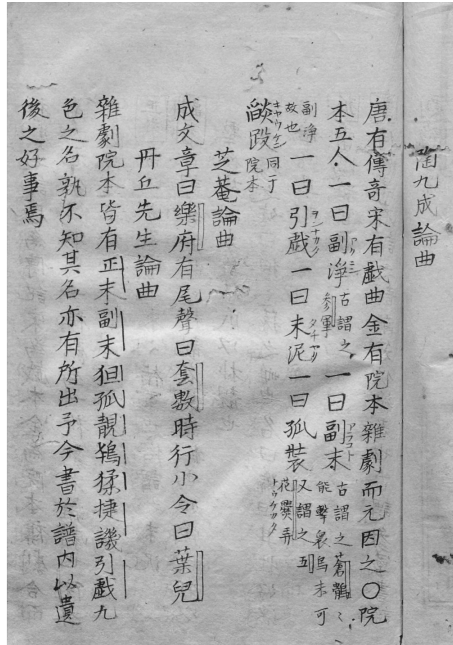 陶九成論曲
唐有傳奇宋有戯曲金有院本雜劇而元因之〇院
本五人一曰副淨古謂之參軍一曰副末古謂之蒼鶻〻能擊衆鳥末可
副淨故也一曰引戯一曰末泥一曰孤裝又謂之五花爨弄
燄段同于院本
芝菴論曲
成文章曰樂府有尾聲曰套數時行小令曰葉兒
丹丘先生論曲
雜劇院本皆有正末副末狚孤靚鴇猱捷譏引戯九
色之名孰不知其名亦有所出予今書於譜内以遺
後之好事焉